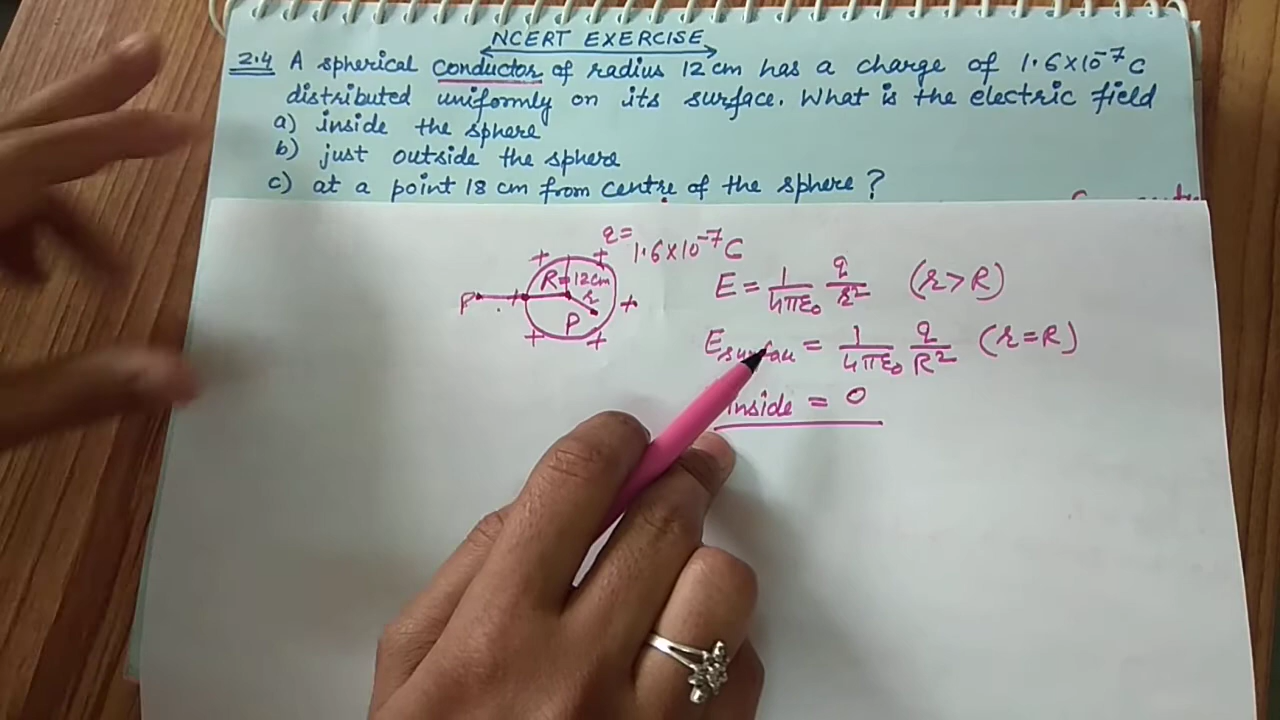 NCERT EXERCISE
2.4 A spherical conductor of radius 12 cm has a charge of 1.6×10⁻⁷C
distributed uniformly on its surface. What is the electric field
a) inside the sphere
b) just outside the sphere
c) at a point 18 cm from centre of the sphere?
q=
1.6×10⁻⁷ C
R=12cm
r
P
P
+ + + + + +
E = 1/4πε₀ q/r² (r>R)
Esurface = 1/4πε₀ q/R² (r=R)
inside = 0